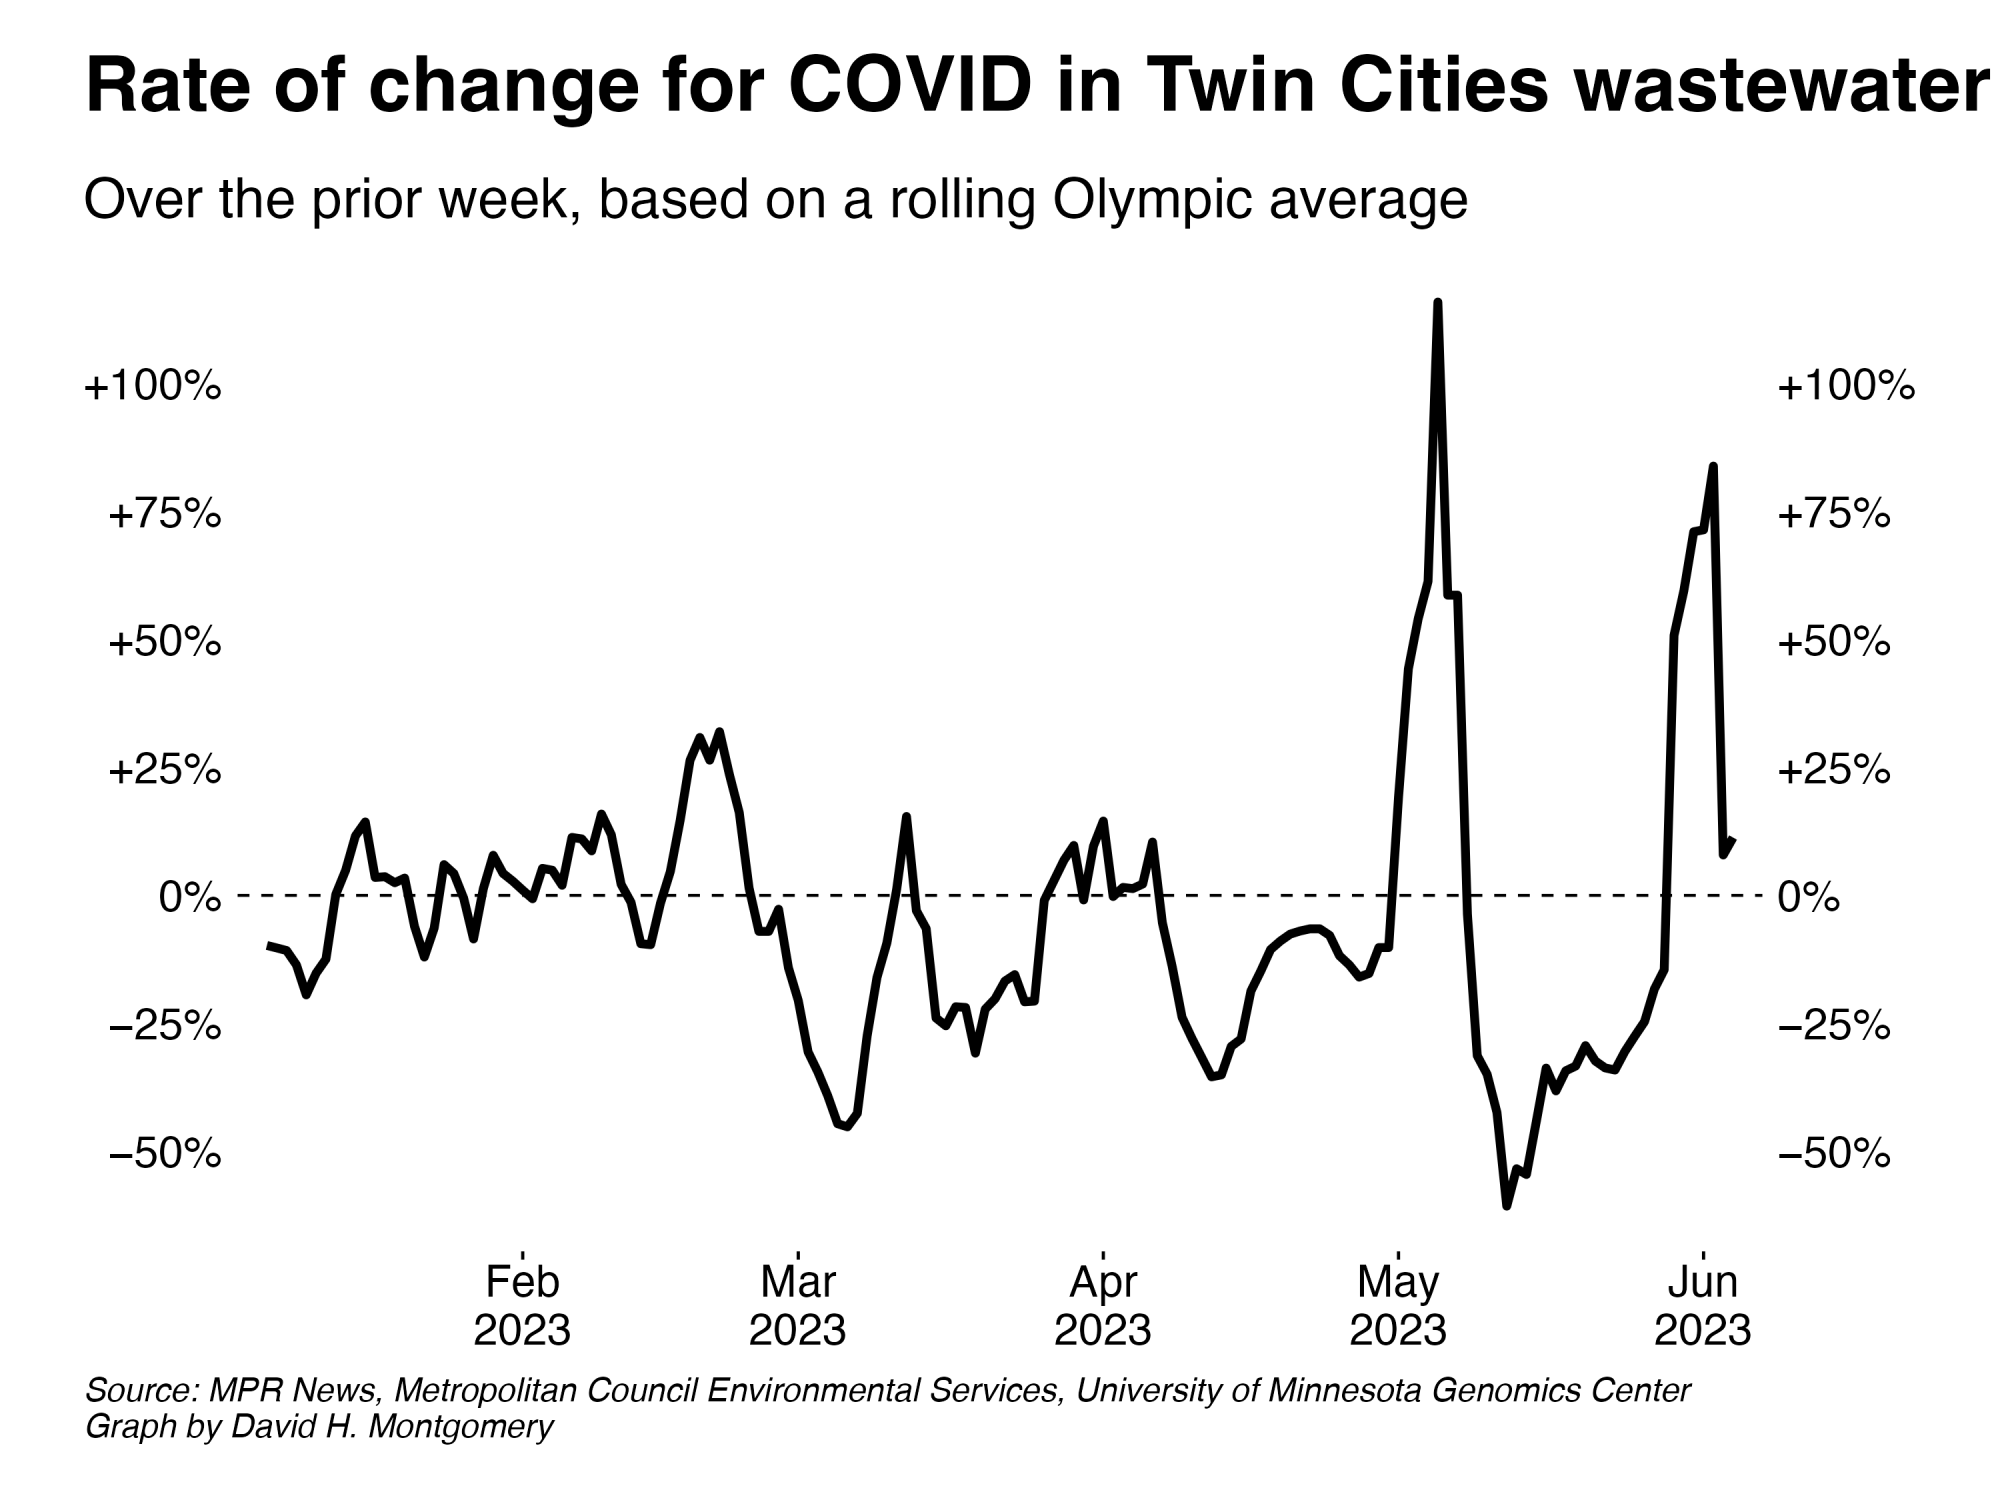 Rate of change for COVID in Twin Cities wastewater
Over the prior week, based on a rolling Olympic average
+100% +100%
+75% +75%
+50% +50%
+25% +25%
0% 0%
−25% −25%
−50% −50%
Feb Mar Apr May Jun
2023 2023 2023 2023 2023
Source: MPR News, Metropolitan Council Environmental Services, University of Minnesota Genomics Center
Graph by David H. Montgomery